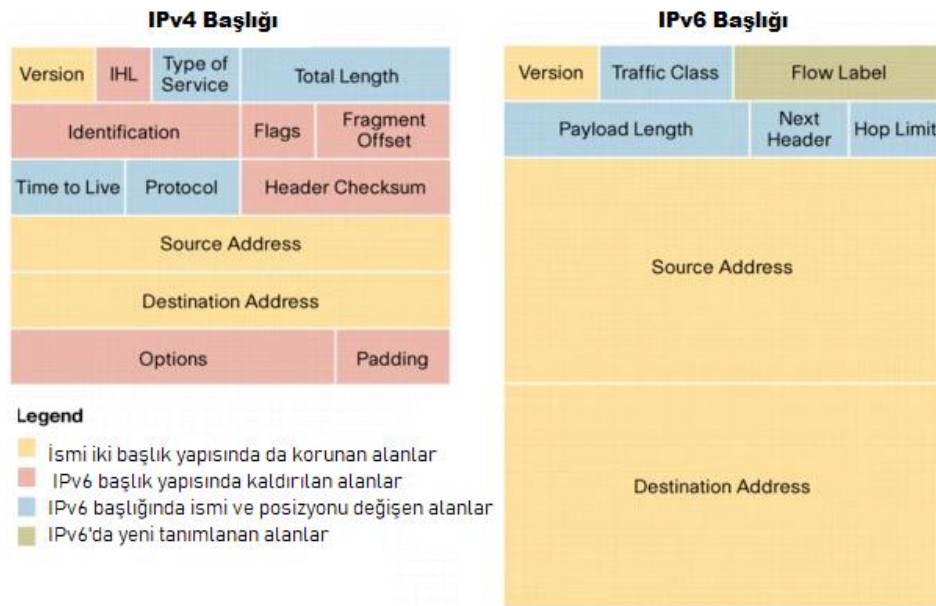 IPv4 Başlığı
Version IHL Type of Service Total Length
Identification Flags Fragment Offset
Time to Live Protocol Header Checksum
Source Address
Destination Address
Options Padding
Legend
İsmi iki başlık yapısında da korunan alanlar
IPv6 başlık yapısında kaldırılan alanlar
IPv6 başlığında ismi ve posizyonu değişen alanlar
IPv6'da yeni tanımlanan alanlar
IPv6 Başlığı
Version Traffic Class Flow Label
Payload Length Next Header Hop Limit
Source Address
Destination Address